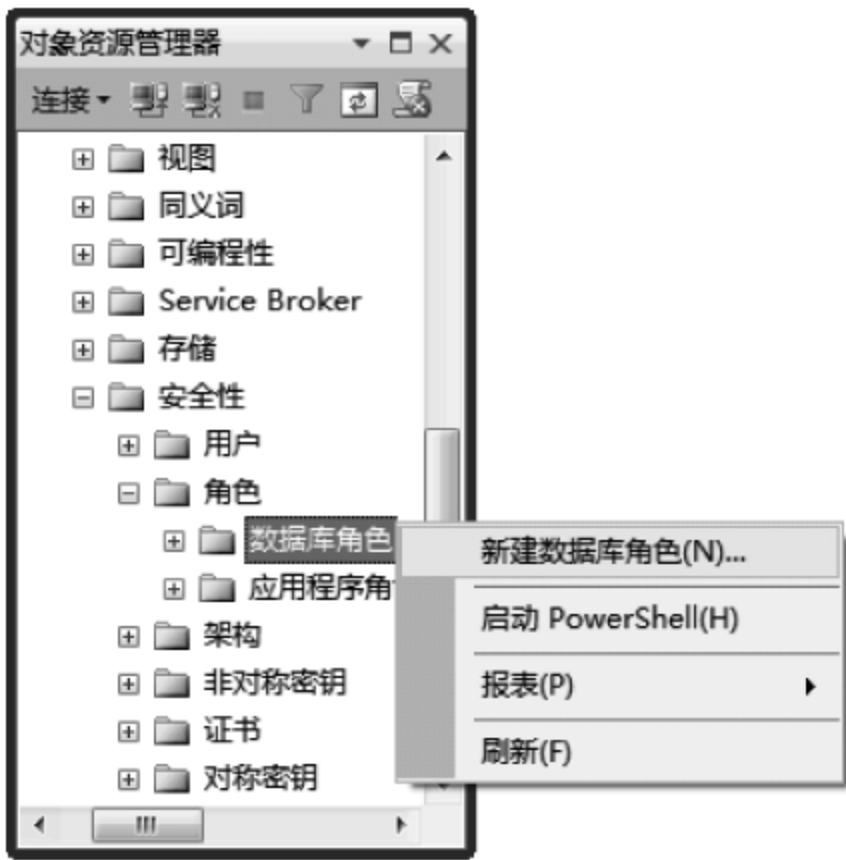 对象资源管理器
连接
视图
同义词
可编程性
Service Broker
存储
安全性
用户
角色
数据库角色
应用程序角
架构
非对称密钥
证书
对称密钥
新建数据库角色(N)...
启动 PowerShell(H)
报表(P)
刷新(F)